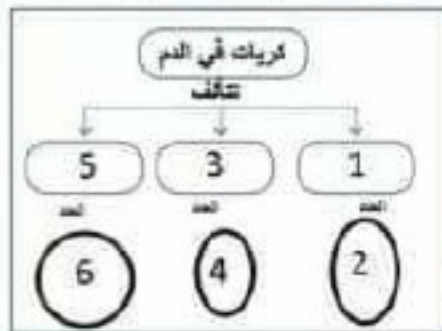 كريات في الدم
تتألف
1 3 5
العدد العدد العدد
2 4 6